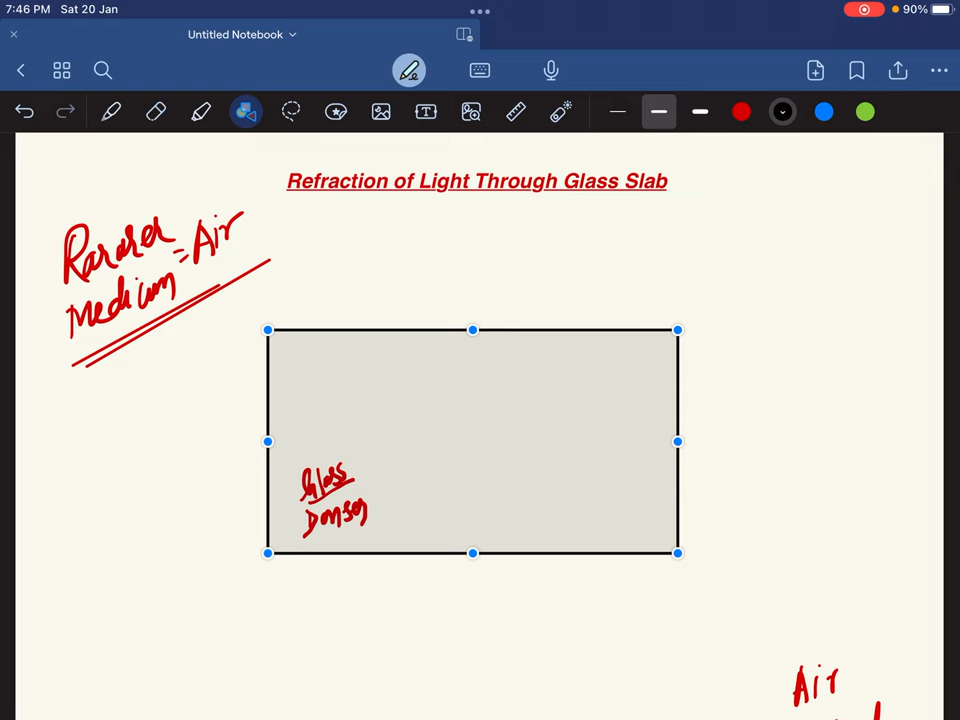 7:46 PM Sat 20 Jan
90%
Untitled Notebook
T
Refraction of Light Through Glass Slab
Rararer
Medium = Air
Glass
Denser
Air